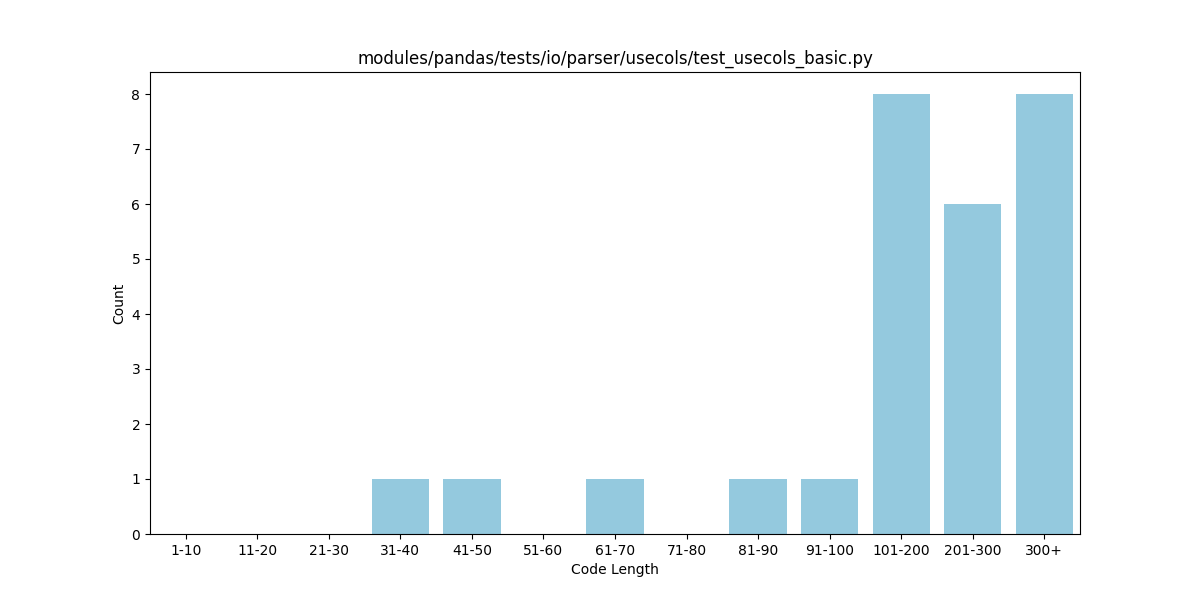 modules/pandas/tests/io/parser/usecols/test_usecols_basic.py
8
7
6
5
4
3
2
1
0
Count
1-10 11-20 21-30 31-40 41-50 51-60 61-70 71-80 81-90 91-100 101-200 201-300 300+
Code Length